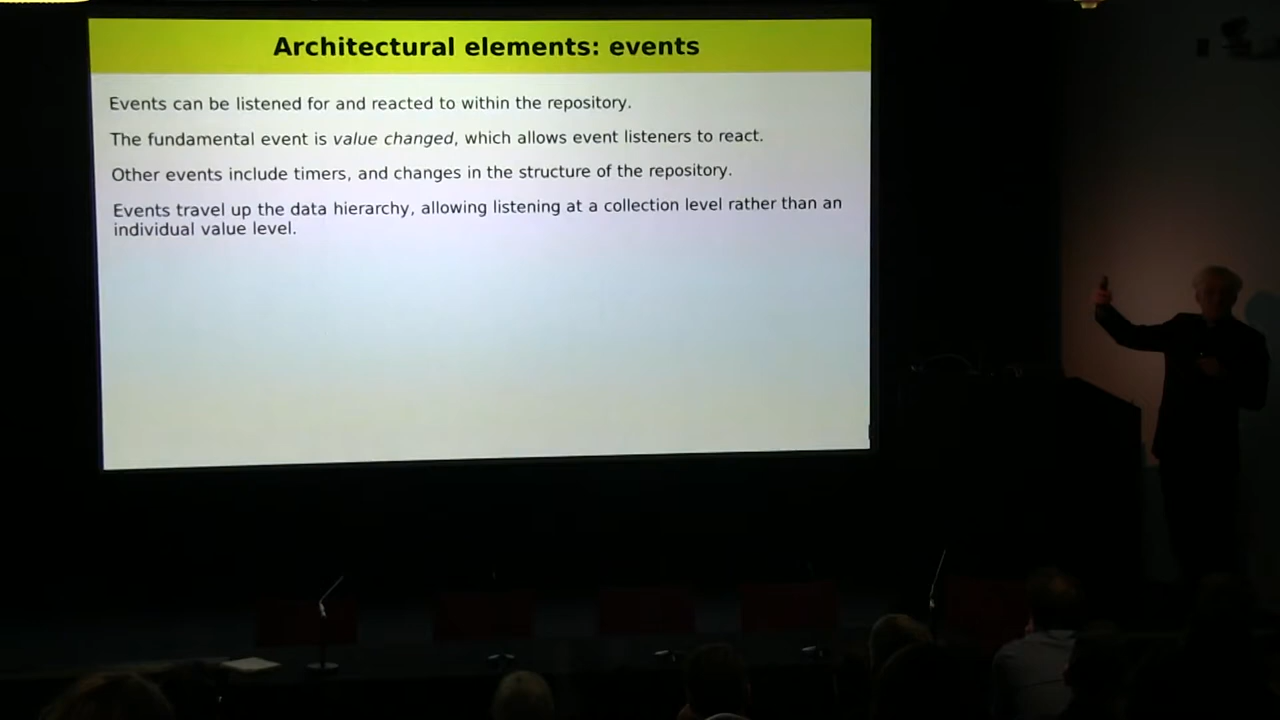 Architectural elements: events
Events can be listened for and reacted to within the repository.
The fundamental event is value changed, which allows event listeners to react.
Other events include timers, and changes in the structure of the repository.
Events travel up the data hierarchy, allowing listening at a collection level rather than an
individual value level.